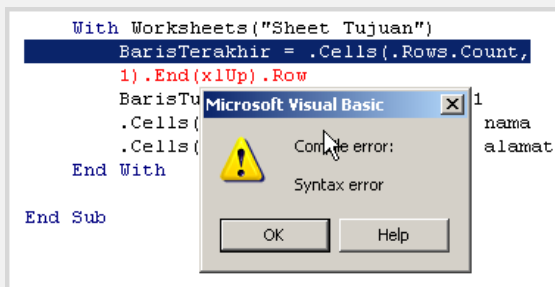 With Worksheets("Sheet Tujuan")
BarisTerakhir = .Cells(.Rows.Count,
1).End(xlUp).Row
BarisTu 1
.Cells( nama
.Cells( alamat
End With
End Sub
Microsoft Visual Basic
Compile error:
Syntax error
OK Help